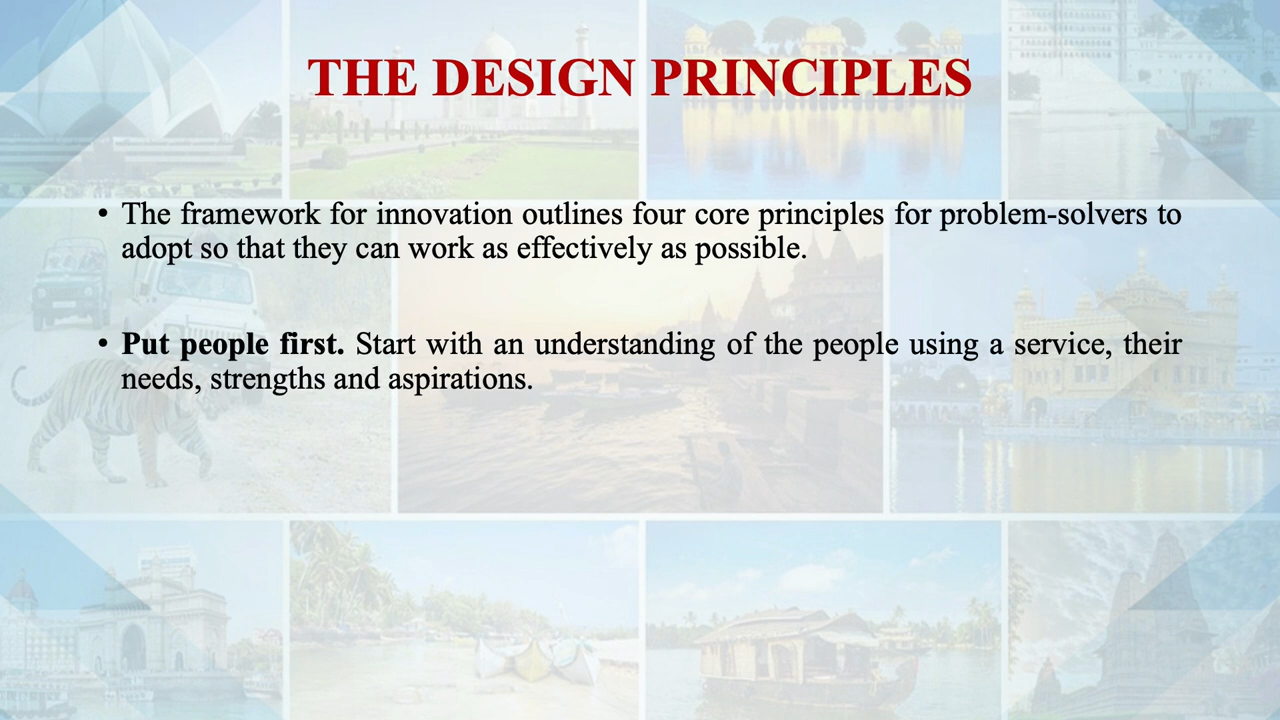 THE DESIGN PRINCIPLES
• The framework for innovation outlines four core principles for problem-solvers to
adopt so that they can work as effectively as possible.
• Put people first. Start with an understanding of the people using a service, their
needs, strengths and aspirations.